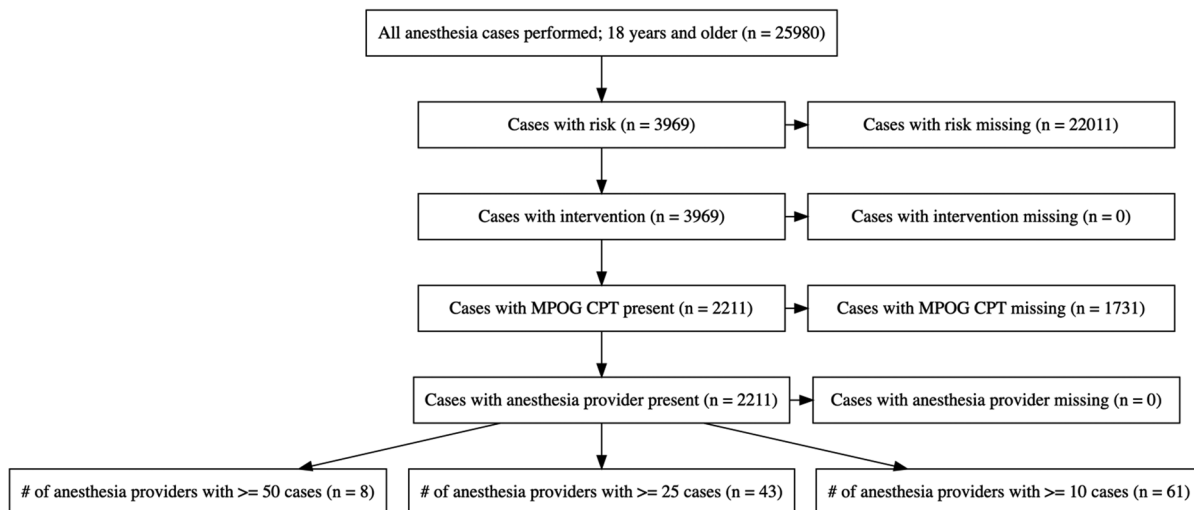 All anesthesia cases performed; 18 years and older (n = 25980)
Cases with risk (n = 3969)
Cases with risk missing (n = 22011)
Cases with intervention (n = 3969)
Cases with intervention missing (n = 0)
Cases with MPOG CPT present (n = 2211)
Cases with MPOG CPT missing (n = 1731)
Cases with anesthesia provider present (n = 2211)
Cases with anesthesia provider missing (n = 0)
# of anesthesia providers with >= 50 cases (n = 8)
# of anesthesia providers with >= 25 cases (n = 43)
# of anesthesia providers with >= 10 cases (n = 61)